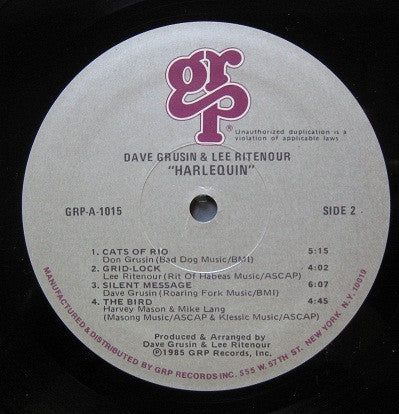 grp
®
Unauthorized duplication is a
violation of applicable laws
DAVE GRUSIN & LEE RITENOUR
"HARLEQUIN"
GRP-A-1015 SIDE 2
1. CATS OF RIO 5:15
Don Grusin (Bad Dog Music/BMI)
2. GRID-LOCK 4:02
Lee Ritenour (Rit Of Habeas Music/ASCAP)
3. SILENT MESSAGE 6:07
Dave Grusin (Roaring Fork Music/BMI)
4. THE BIRD 4:45
Harvey Mason & Mike Lang
(Masong Music/ASCAP & Klessic Music/ASCAP)
Produced & Arranged by
Dave Grusin & Lee Ritenour
℗1985 GRP Records, Inc.
MANUFACTURED & DISTRIBUTED BY GRP RECORDS INC. 555 W. 57TH ST. NEW YORK N.Y. 10019